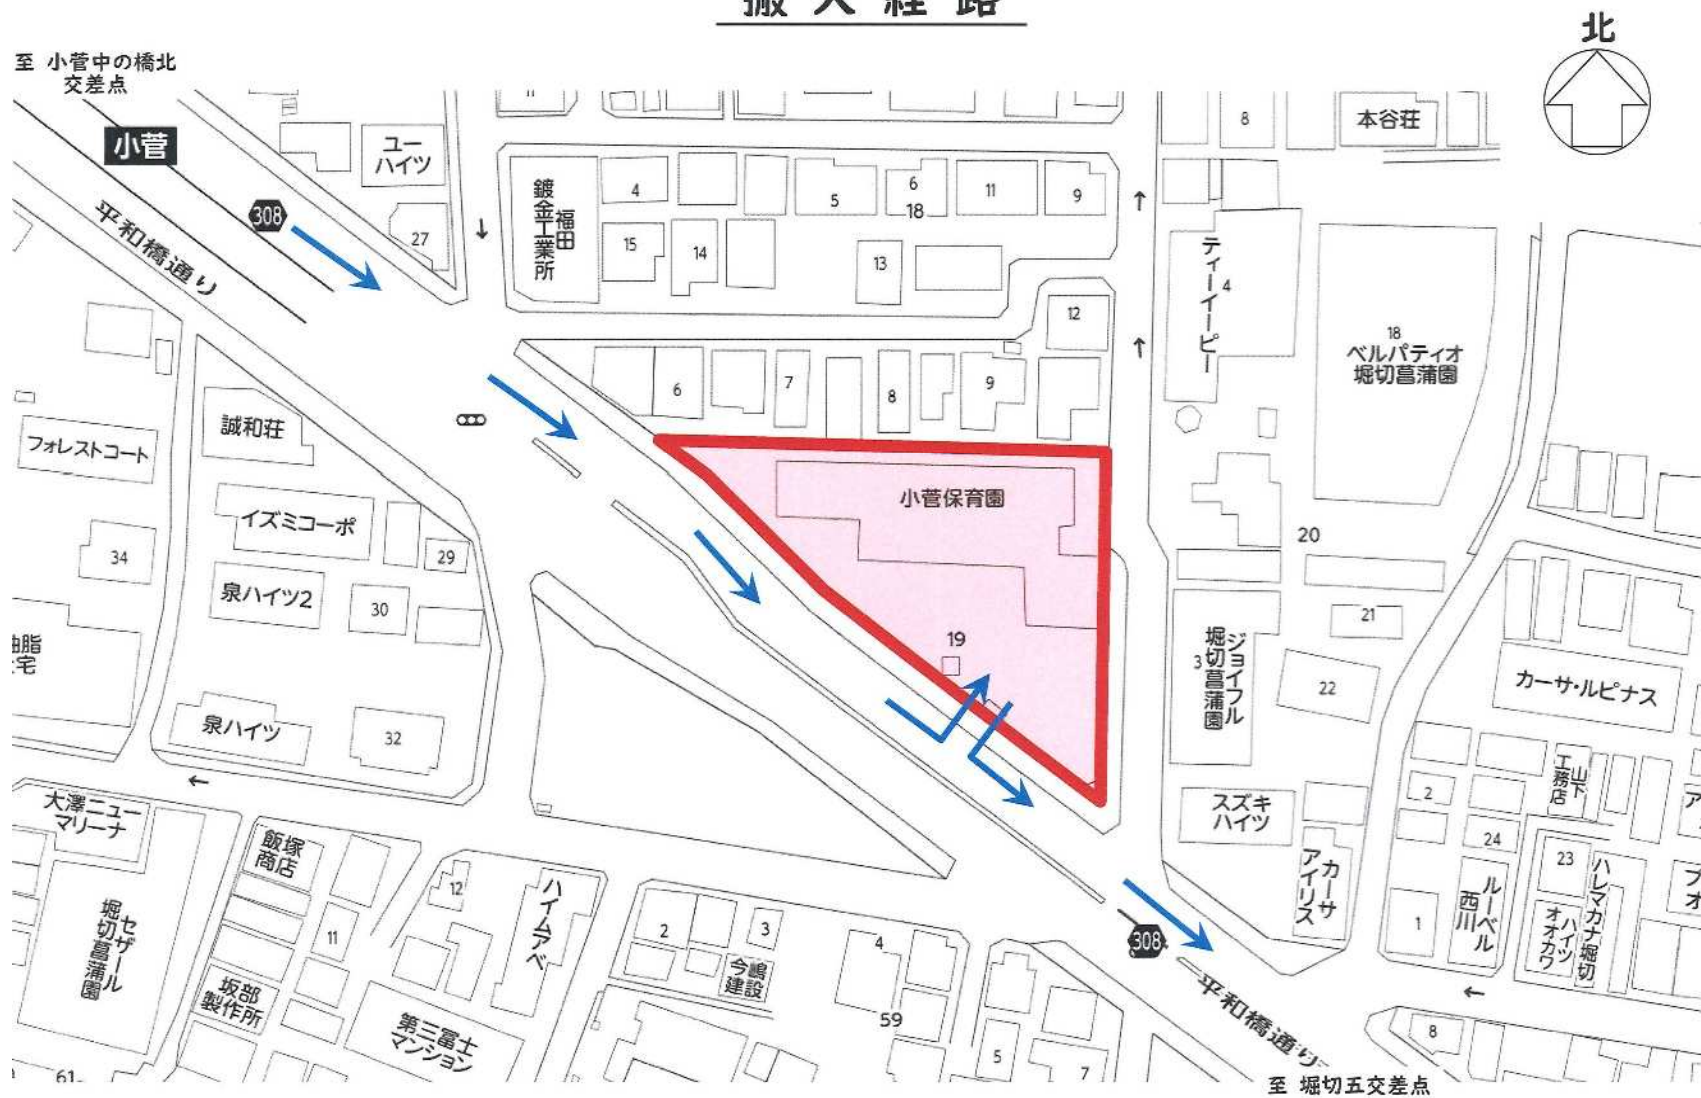 搬入経路
北
至 小菅中の橋北
交差点
小菅
308
平和橋通り
ユー
ハイツ
27
↓
鍍金工業所
福田
11
4
5
6
18
11
9
15
14
13
12
↑
↑
8
本谷荘
ティーイーピー
4
18
ベルパティオ
堀切菖蒲園
6
7
8
9
誠和荘
フォレストコート
イズミコーポ
29
34
泉ハイツ2
30
油脂
宅
泉ハイツ
32
←
小菅保育園
19
20
21
ジョイフル
堀切菖蒲園
3
22
カーサ・ルピナス
スズキ
ハイツ
カーサ
アイリス
2
24
山下
工務店
23
ハレマカナ堀切
ハイツ
オオカワ
ルーベル
西川
1
←
8
大澤ニュー
マリーナ
飯塚
商店
セザール
堀切菖蒲園
11
12
坂部
製作所
ハイムアベ
第三冨士
マンション
2
3
今嶋
建設
4
59
5
7
61
308
平和橋通り
至 堀切五交差点